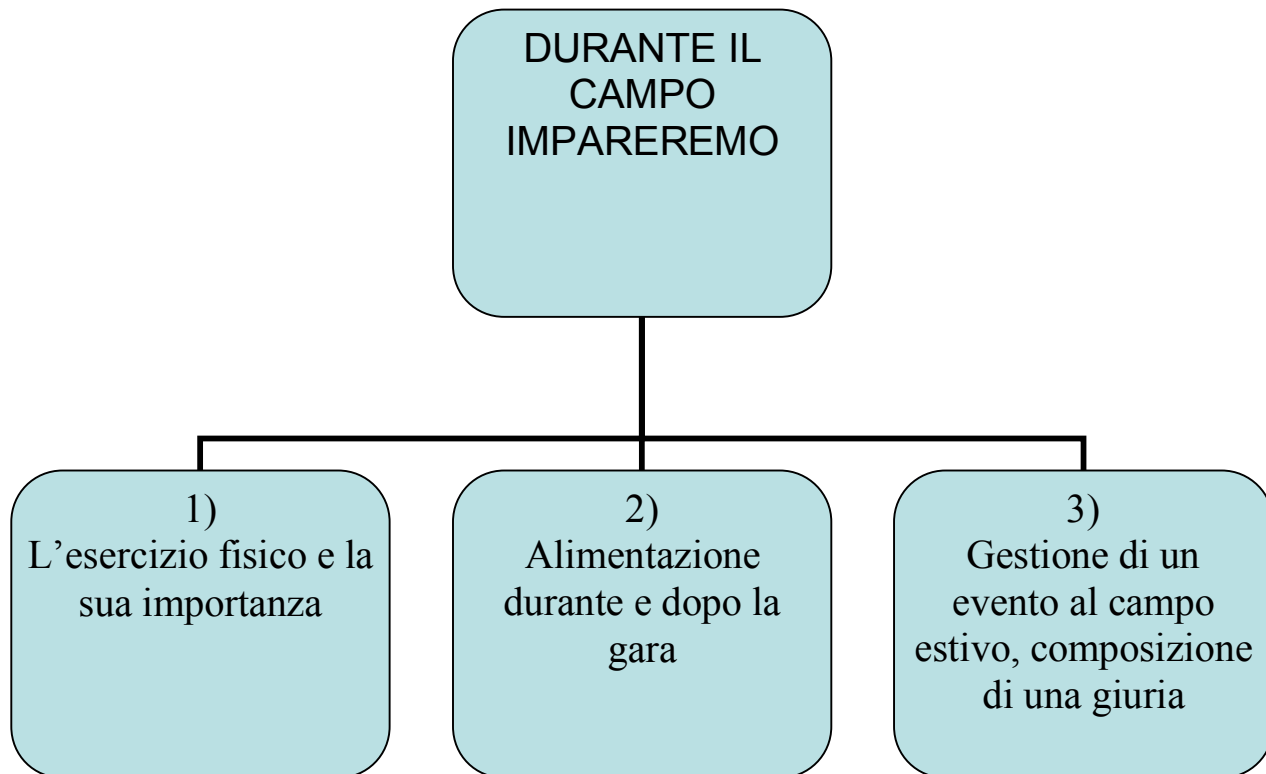 DURANTE IL
CAMPO
IMPAREREMO
1)
L’esercizio fisico e la
sua importanza
2)
Alimentazione
durante e dopo la
gara
3)
Gestione di un
evento al campo
estivo, composizione
di una giuria